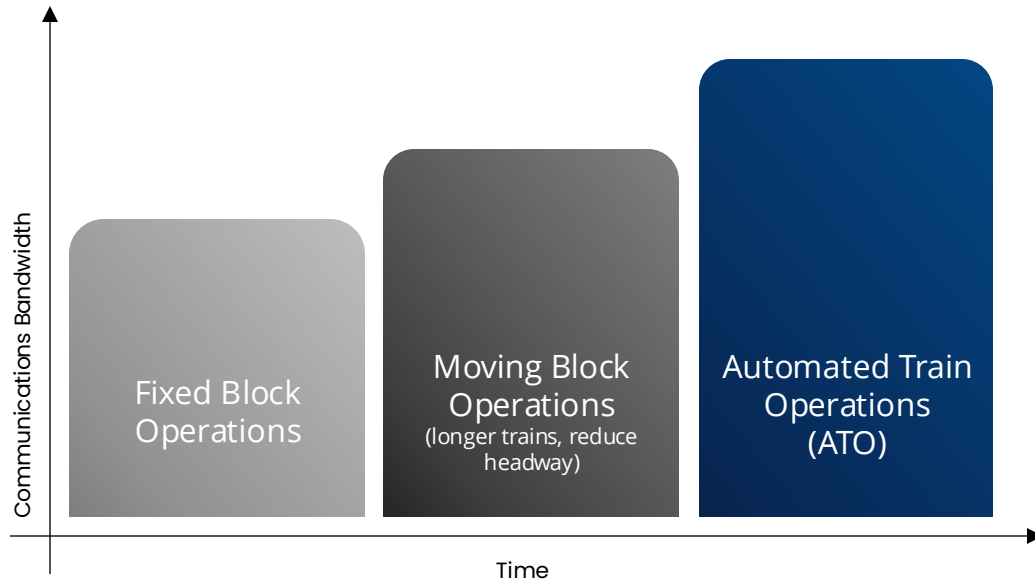 Communications Bandwidth
Fixed Block
Operations
Moving Block
Operations
(longer trains, reduce
headway)
Automated Train
Operations
(ATO)
Time